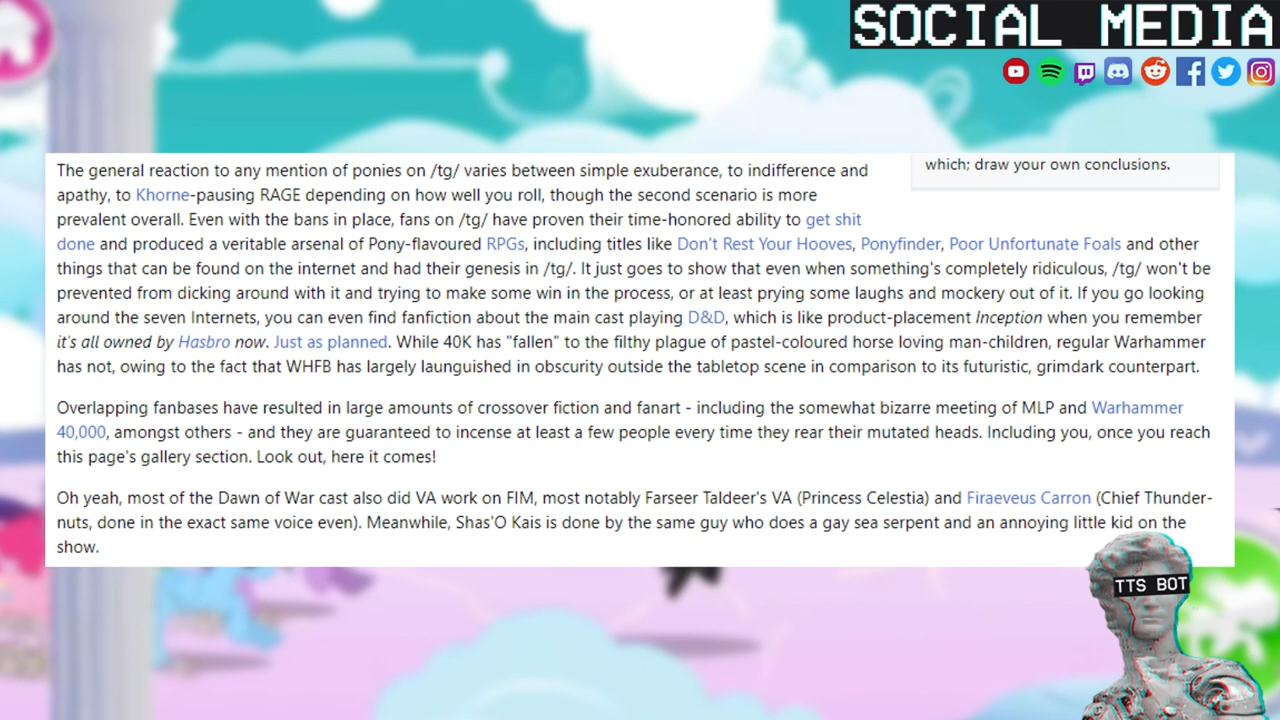 SOCIAL MEDIA
which; draw your own conclusions.
The general reaction to any mention of ponies on /tg/ varies between simple exuberance, to indifference and
apathy, to Khorne-pausing RAGE depending on how well you roll, though the second scenario is more
prevalent overall. Even with the bans in place, fans on /tg/ have proven their time-honored ability to get shit
done and produced a veritable arsenal of Pony-flavoured RPGs, including titles like Don't Rest Your Hooves, Ponyfinder, Poor Unfortunate Foals and other
things that can be found on the internet and had their genesis in /tg/. It just goes to show that even when something's completely ridiculous, /tg/ won't be
prevented from dicking around with it and trying to make some win in the process, or at least prying some laughs and mockery out of it. If you go looking
around the seven Internets, you can even find fanfiction about the main cast playing D&D, which is like product-placement Inception when you remember
it's all owned by Hasbro now. Just as planned. While 40K has "fallen" to the filthy plague of pastel-coloured horse loving man-children, regular Warhammer
has not, owing to the fact that WHFB has largely launguished in obscurity outside the tabletop scene in comparison to its futuristic, grimdark counterpart.
Overlapping fanbases have resulted in large amounts of crossover fiction and fanart - including the somewhat bizarre meeting of MLP and Warhammer
40,000, amongst others - and they are guaranteed to incense at least a few people every time they rear their mutated heads. Including you, once you reach
this page's gallery section. Look out, here it comes!
Oh yeah, most of the Dawn of War cast also did VA work on FIM, most notably Farseer Taldeer's VA (Princess Celestia) and Firaeveus Carron (Chief Thunder-
nuts, done in the exact same voice even). Meanwhile, Shas'O Kais is done by the same guy who does a gay sea serpent and an annoying little kid on the
show.
TTS BOT